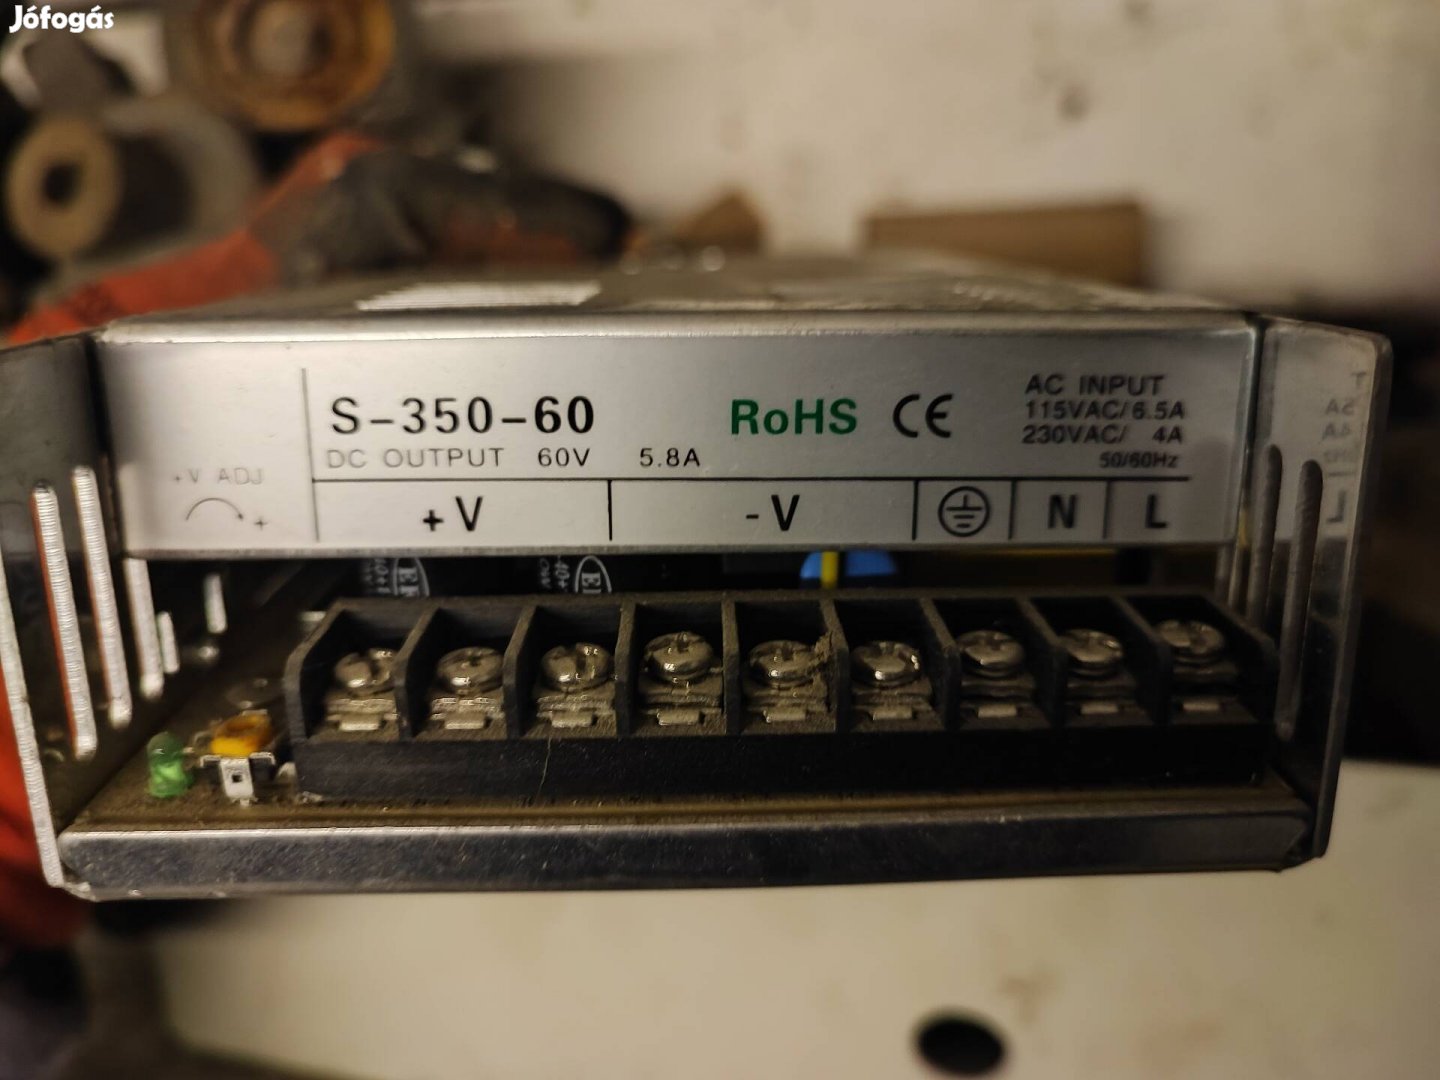 Jófogás
S-350-60
RoHS CE
AC INPUT
115VAC/6.5A
230VAC/ 4A
50/60Hz
DC OUTPUT 60V 5.8A
+V ADJ
+
+V
-V
N
L